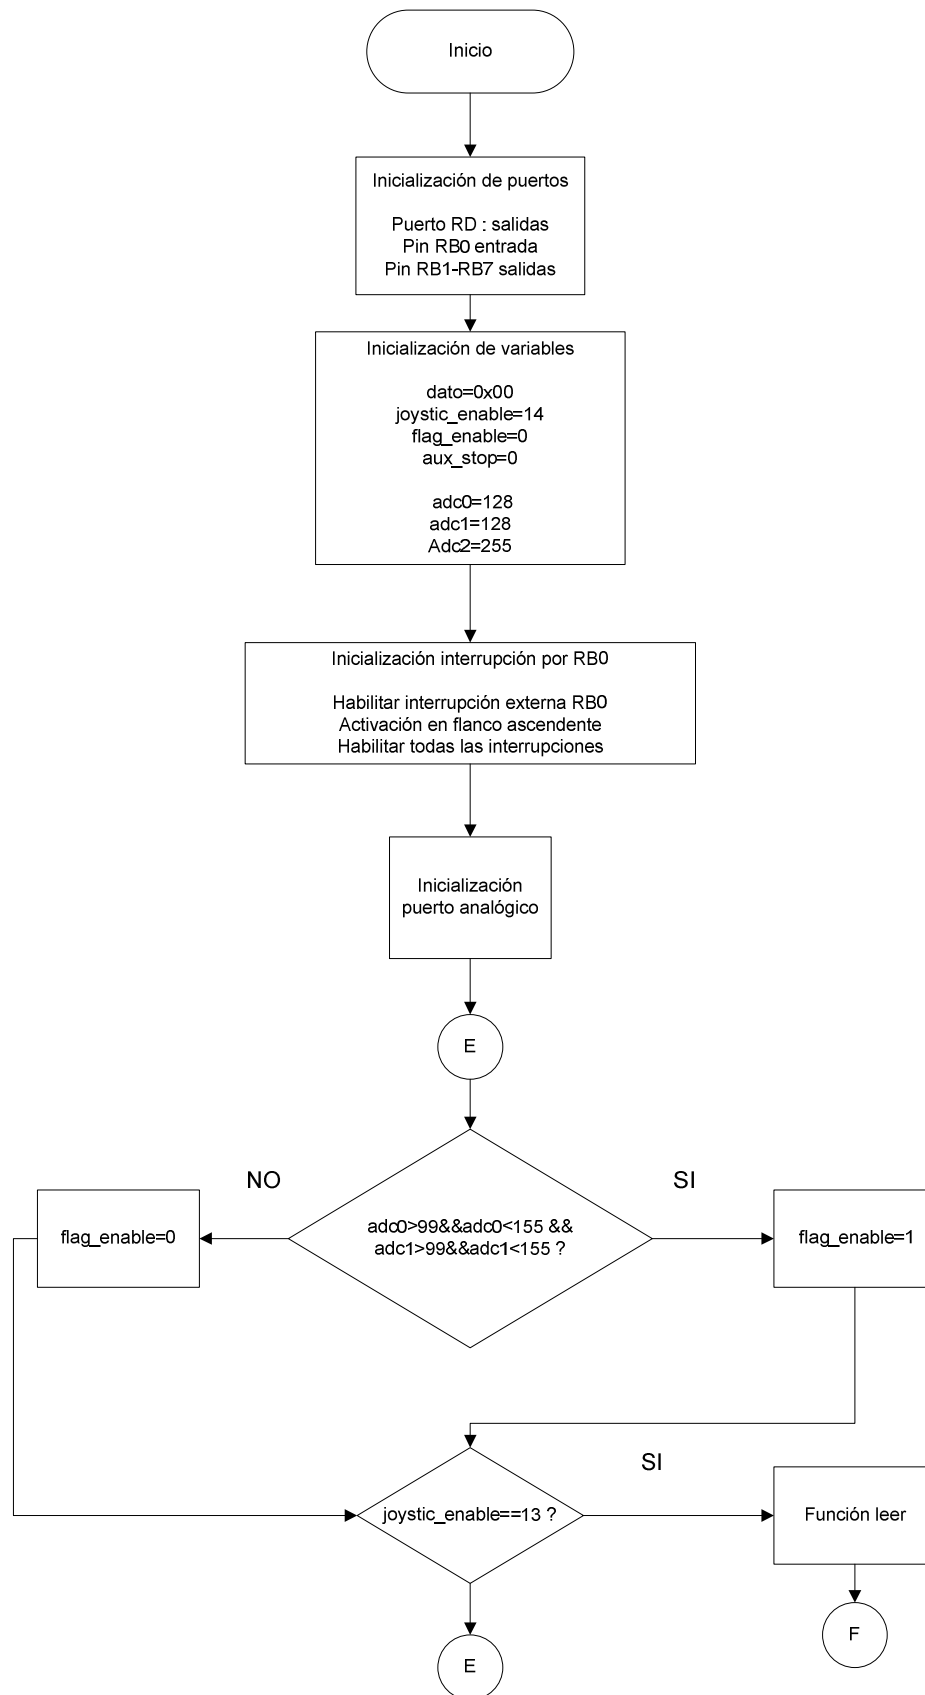 Inicio
Inicialización de puertos
Puerto RD : salidas
Pin RB0 entrada
Pin RB1-RB7 salidas
Inicialización de variables
dato=0x00
joystic_enable=14
flag_enable=0
aux_stop=0
adc0=128
adc1=128
Adc2=255
Inicialización interrupción por RB0
Habilitar interrupción externa RB0
Activación en flanco ascendente
Habilitar todas las interrupciones
Inicialización
puerto analógico
E
NO
SI
flag_enable=0
adc0>99&&adc0<155 &&
adc1>99&&adc1<155 ?
flag_enable=1
SI
joystic_enable==13 ?
Función leer
F
E